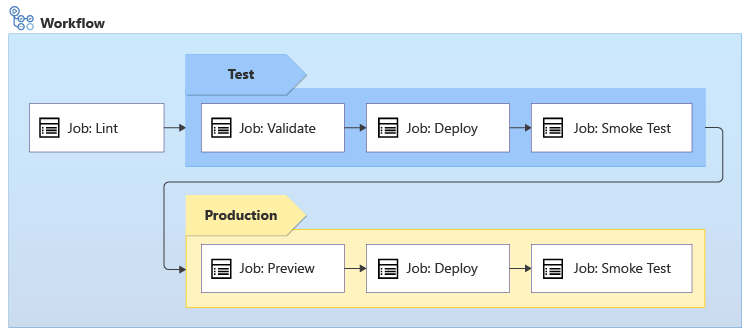 Workflow
Test
Job: Lint
Job: Validate
Job: Deploy
Job: Smoke Test
Production
Job: Preview
Job: Deploy
Job: Smoke Test